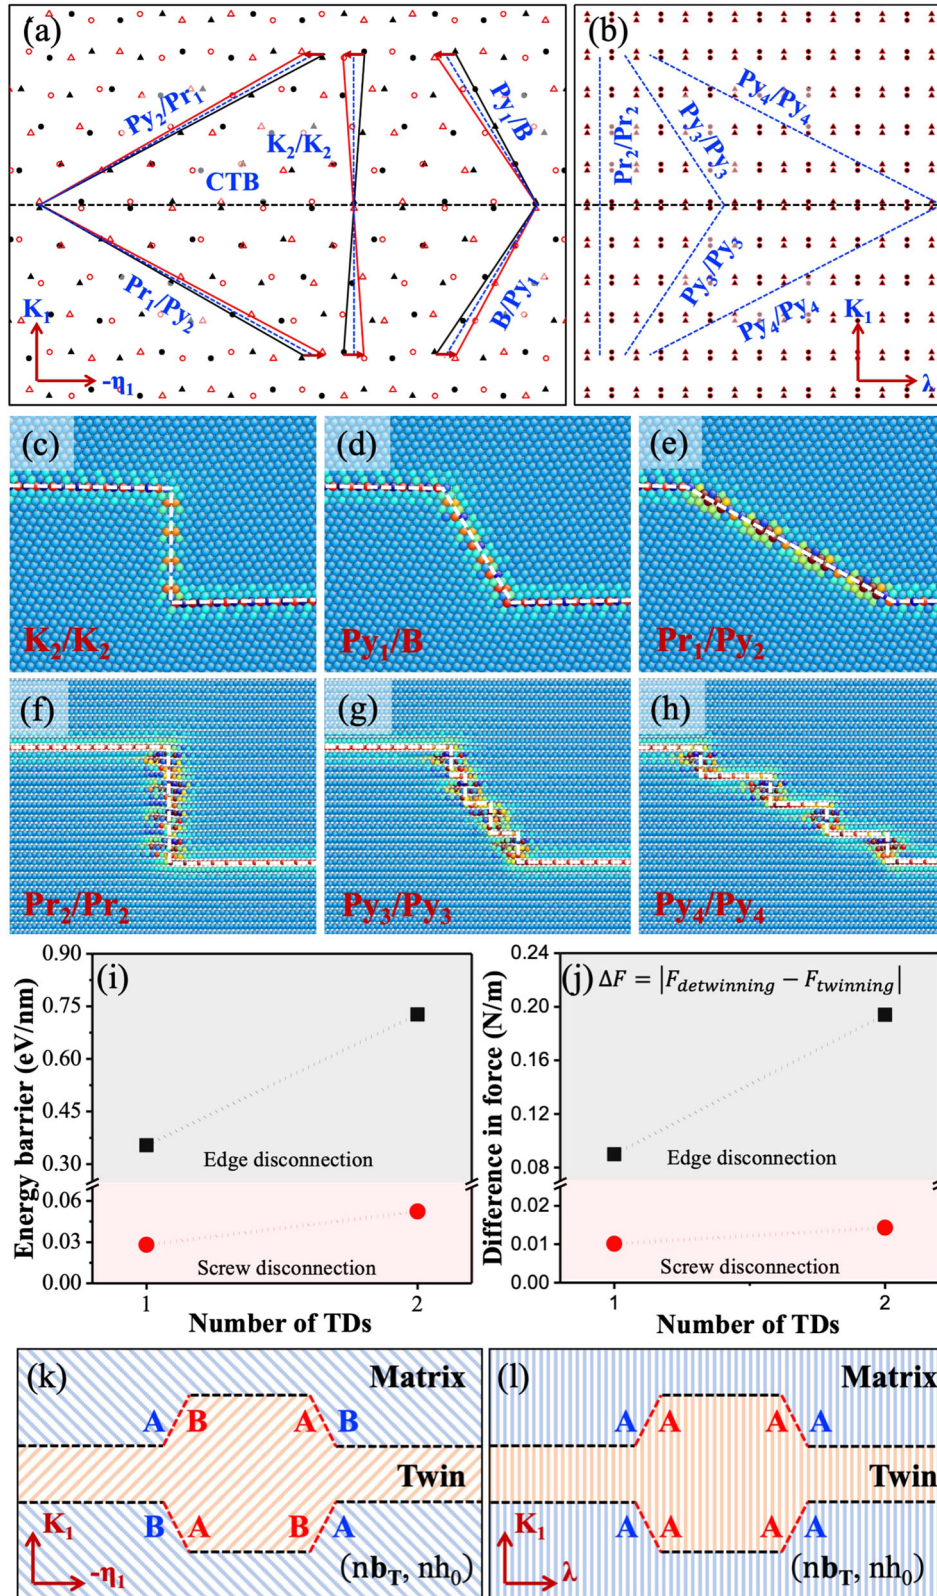 (a)
Py₂/Pr₁
K₂/K₂
Py₁/B
CTB
Pr₁/Py₂
B/Py₁
K₁
-η₁
(b)
Pr₂/Pr₂
Py₃/Py₃
Py₄/Py₄
Py₃/Py₃
Py₄/Py₄
K₁
λ
(c)
K₂/K₂
(d)
Py₁/B
(e)
Pr₁/Py₂
(f)
Pr₂/Pr₂
(g)
Py₃/Py₃
(h)
Py₄/Py₄
(i)
Energy barrier (eV/nm)
0.90
0.75
0.60
0.45
0.30
0.06
0.03
0.00
Edge disconnection
Screw disconnection
1 2
Number of TDs
(j) ΔF = |F_detwinning − F_twinning|
Difference in force (N/m)
0.24
0.20
0.16
0.12
0.08
0.02
0.01
0.00
Edge disconnection
Screw disconnection
1 2
Number of TDs
(k)
Matrix
A B A B
Twin
B A B A
K₁
-η₁
(nb_T, nh₀)
(l)
Matrix
A A A A
Twin
A A A A
K₁
λ
(nb_T, nh₀)